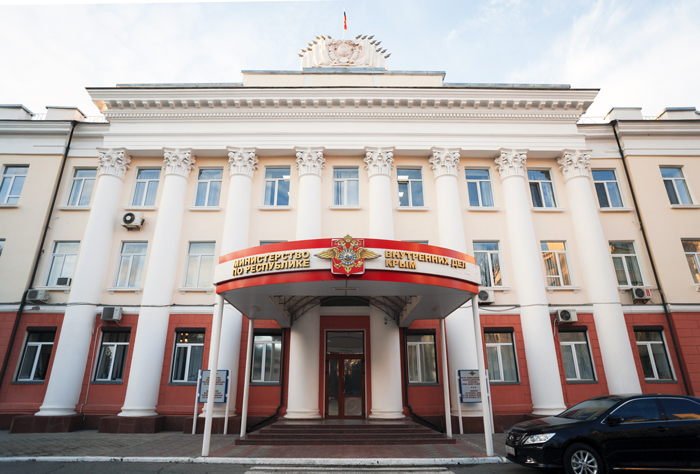 МИНИСТЕРСТВО ВНУТРЕННИХ ДЕЛ
ПО РЕСПУБЛИКЕ КРЫМ